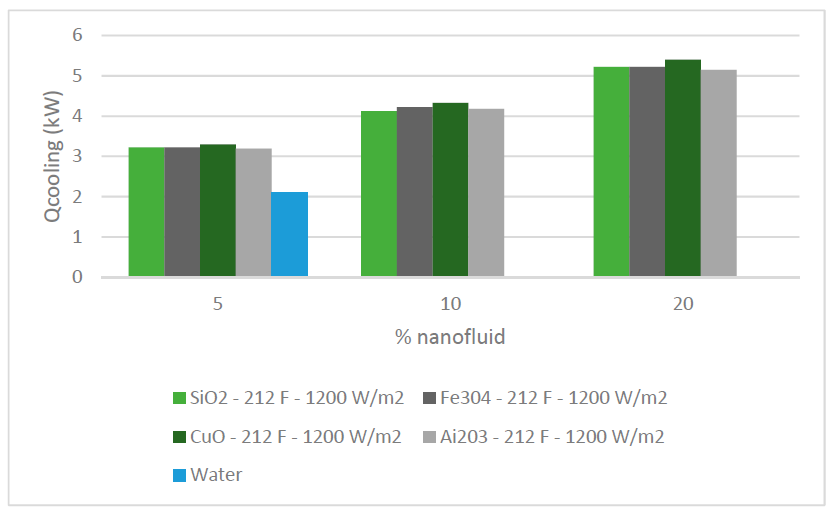 6
5
4
3
2
1
0
Qcooling (kW)
5 10 20
% nanofluid
SiO2 - 212 F - 1200 W/m2 Fe304 - 212 F - 1200 W/m2
CuO - 212 F - 1200 W/m2 Ai203 - 212 F - 1200 W/m2
Water